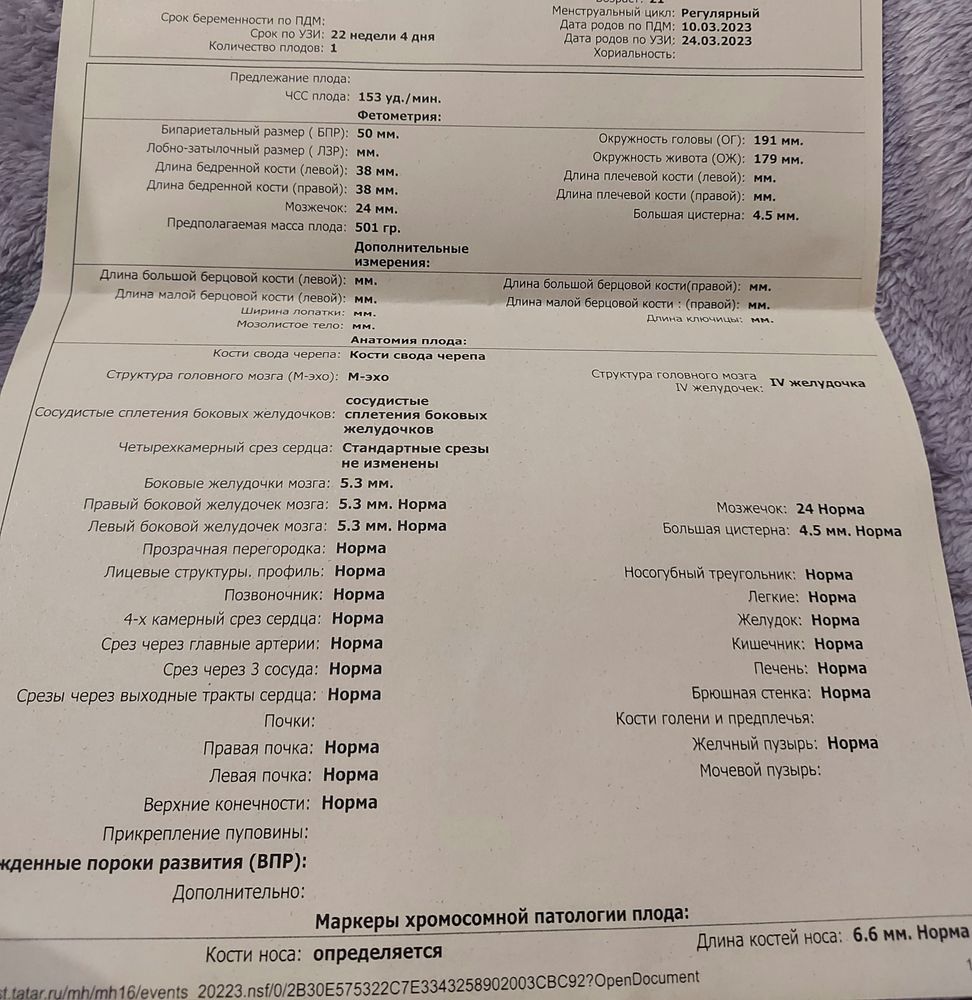 Возраст: 21
Срок беременности по ПДМ:
Менструальный цикл: Регулярный
Срок по УЗИ: 22 недели 4 дня
Дата родов по ПДМ: 10.03.2023
Количество плодов: 1
Дата родов по УЗИ: 24.03.2023
Хориальность:
Предлежание плода:
ЧСС плода: 153 уд./мин.
Фетометрия:
Бипариетальный размер ( БПР): 50 мм.
Окружность головы (ОГ): 191 мм.
Лобно-затылочный размер ( ЛЗР): мм.
Окружность живота (ОЖ): 179 мм.
Длина бедренной кости (левой): 38 мм.
Длина плечевой кости (левой): мм.
Длина бедренной кости (правой): 38 мм.
Длина плечевой кости (правой): мм.
Мозжечок: 24 мм.
Большая цистерна: 4.5 мм.
Предполагаемая масса плода: 501 гр.
Дополнительные
измерения:
Длина большой берцовой кости (левой): мм.
Длина большой берцовой кости(правой): мм.
Длина малой берцовой кости (левой): мм.
Длина малой берцовой кости : (правой): мм.
Ширина лопатки: мм.
Длина ключицы: мм.
Мозолистое тело: мм.
Анатомия плода:
Кости свода черепа: Кости свода черепа
Структура головного мозга (М-эхо): М-эхо
Структура головного мозга
IV желудочек: IV желудочка
Сосудистые сплетения боковых желудочков: сосудистые
сплетения боковых
желудочков
Четырехкамерный срез сердца: Стандартные срезы
не изменены
Боковые желудочки мозга: 5.3 мм.
Правый боковой желудочек мозга: 5.3 мм. Норма
Мозжечок: 24 Норма
Левый боковой желудочек мозга: 5.3 мм. Норма
Большая цистерна: 4.5 мм. Норма
Прозрачная перегородка: Норма
Лицевые структуры. профиль: Норма
Носогубный треугольник: Норма
Позвоночник: Норма
Легкие: Норма
4-х камерный срез сердца: Норма
Желудок: Норма
Срез через главные артерии: Норма
Кишечник: Норма
Срез через 3 сосуда: Норма
Печень: Норма
Срезы через выходные тракты сердца: Норма
Брюшная стенка: Норма
Почки:
Кости голени и предплечья:
Правая почка: Норма
Желчный пузырь: Норма
Левая почка: Норма
Мочевой пузырь:
Верхние конечности: Норма
Прикрепление пуповины:
жденные пороки развития (ВПР):
Дополнительно:
Маркеры хромосомной патологии плода:
Кости носа: определяется
Длина костей носа: 6.6 мм. Норма
st.tatar.ru/mh/mh16/events_20223.nsf/0/2B30E575322C7E3343258902003CBC92?OpenDocument
1